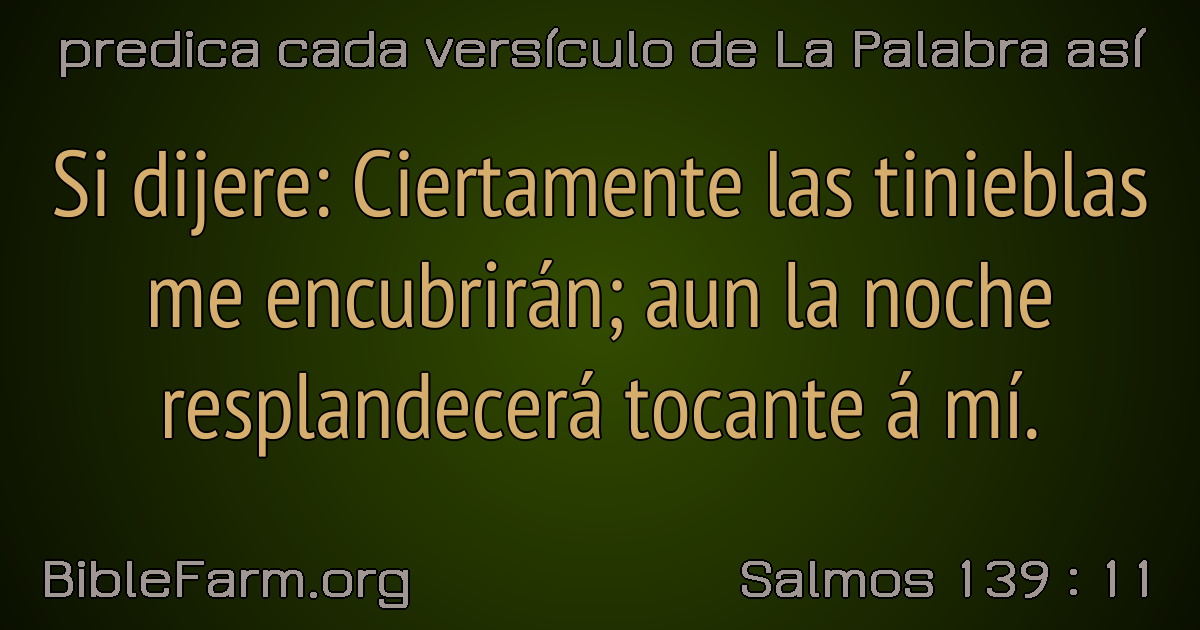 predica cada versículo de La Palabra así
Si dijere: Ciertamente las tinieblas
me encubrirán; aun la noche
resplandecerá tocante á mí.
BibleFarm.org
Salmos 139 : 11